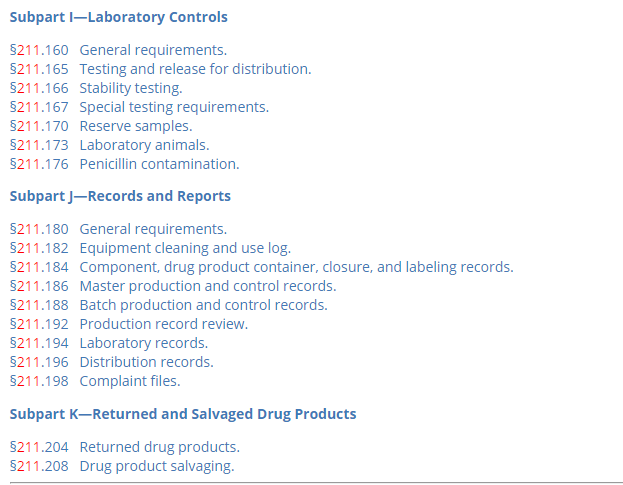 Subpart I—Laboratory Controls
§211.160 General requirements.
§211.165 Testing and release for distribution.
§211.166 Stability testing.
§211.167 Special testing requirements.
§211.170 Reserve samples.
§211.173 Laboratory animals.
§211.176 Penicillin contamination.
Subpart J—Records and Reports
§211.180 General requirements.
§211.182 Equipment cleaning and use log.
§211.184 Component, drug product container, closure, and labeling records.
§211.186 Master production and control records.
§211.188 Batch production and control records.
§211.192 Production record review.
§211.194 Laboratory records.
§211.196 Distribution records.
§211.198 Complaint files.
Subpart K—Returned and Salvaged Drug Products
§211.204 Returned drug products.
§211.208 Drug product salvaging.